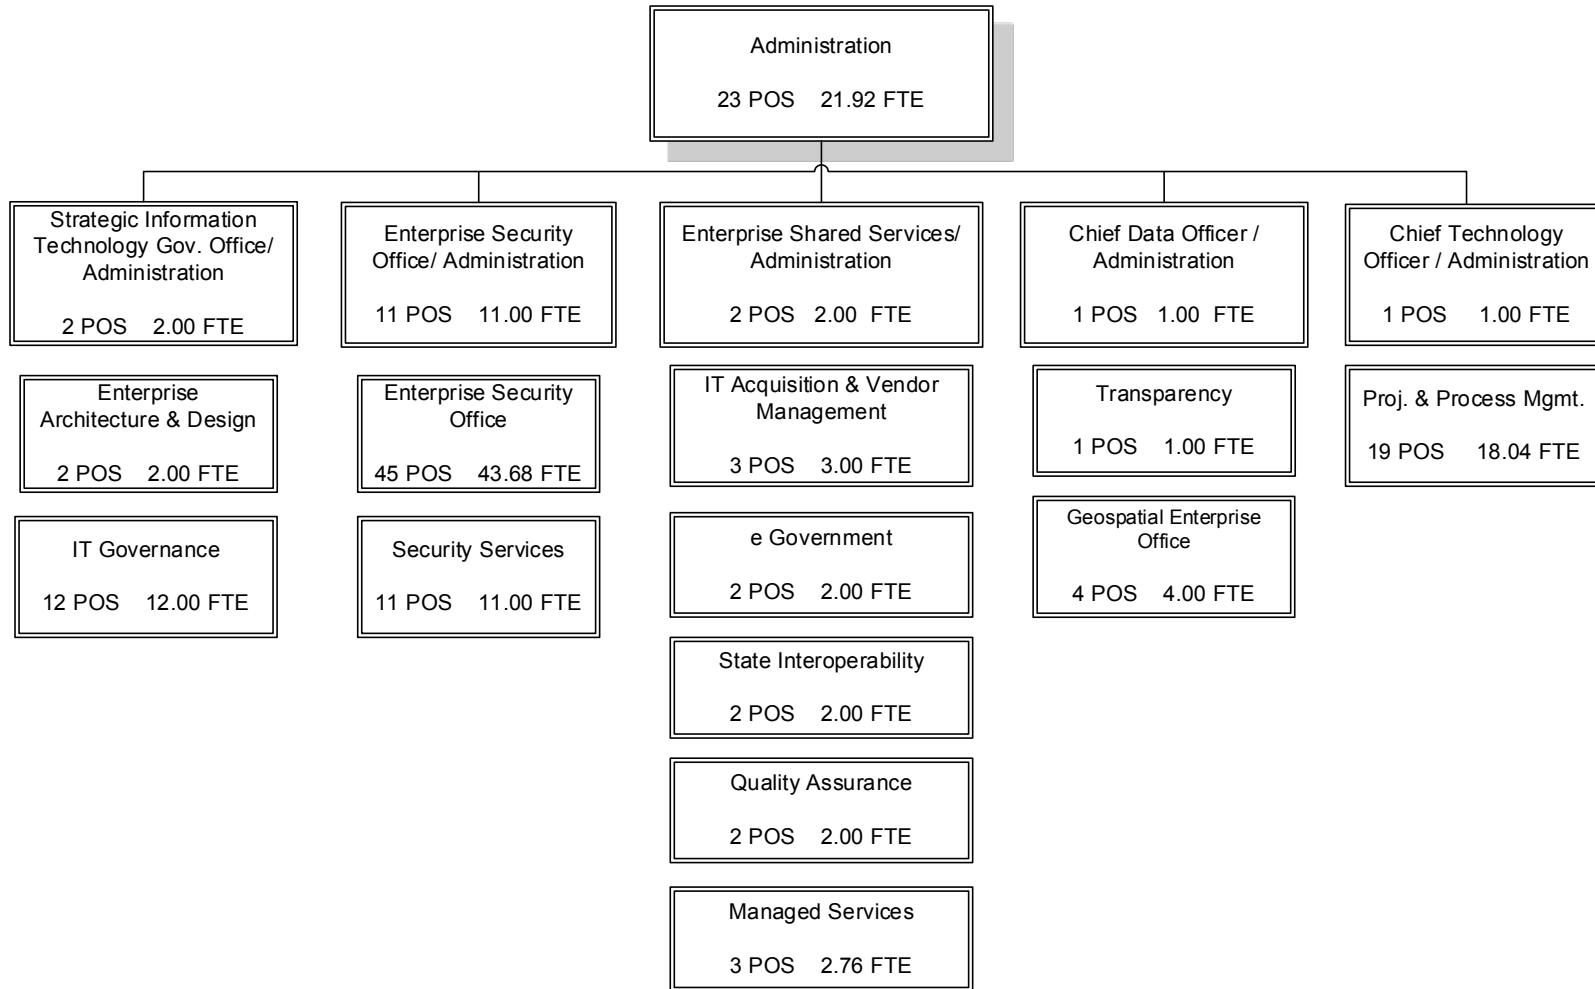 Administration
23 POS 21.92 FTE
Strategic Information
Technology Gov. Office/
Administration
2 POS 2.00 FTE
Enterprise Security
Office/ Administration
11 POS 11.00 FTE
Enterprise Shared Services/
Administration
2 POS 2.00 FTE
Chief Data Officer /
Administration
1 POS 1.00 FTE
Chief Technology
Officer / Administration
1 POS 1.00 FTE
Enterprise
Architecture & Design
2 POS 2.00 FTE
Enterprise Security
Office
45 POS 43.68 FTE
IT Acquisition & Vendor
Management
3 POS 3.00 FTE
Transparency
1 POS 1.00 FTE
Proj. & Process Mgmt.
19 POS 18.04 FTE
IT Governance
12 POS 12.00 FTE
Security Services
11 POS 11.00 FTE
e Government
2 POS 2.00 FTE
Geospatial Enterprise
Office
4 POS 4.00 FTE
State Interoperability
2 POS 2.00 FTE
Quality Assurance
2 POS 2.00 FTE
Managed Services
3 POS 2.76 FTE